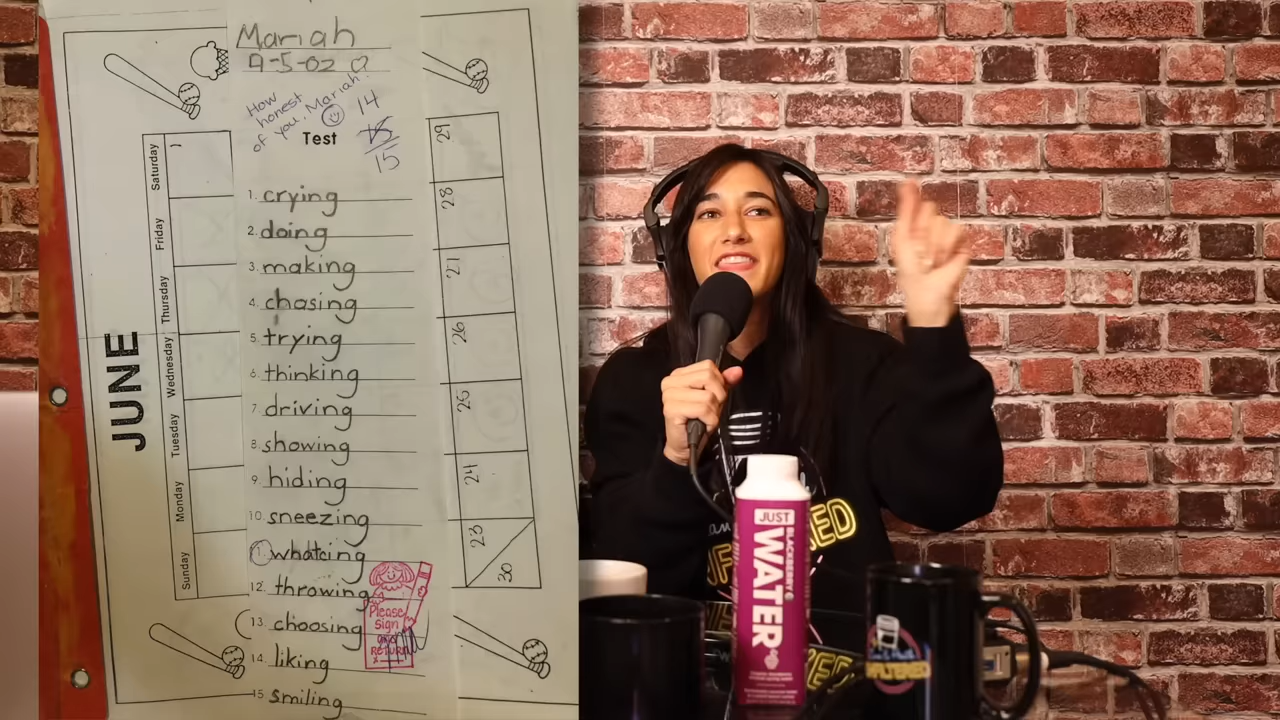 Mariah
9-5-02
How
honest
of you, Mariah!
14
15
15
Test
1. crying
2. doing
3. making
4. chasing
5. trying
6. thinking
7. driving
8. showing
9. hiding
10. sneezing
12. throwing
13. choosing
14. liking
15 smiling
Please
sign
RETURN
JUNE
Sunday
Monday
Tuesday
Wednesday
Thursday
Friday
Saturday
1
29
28
27
26
25
24
23
30
JUST
WATER
BLACKBERRY